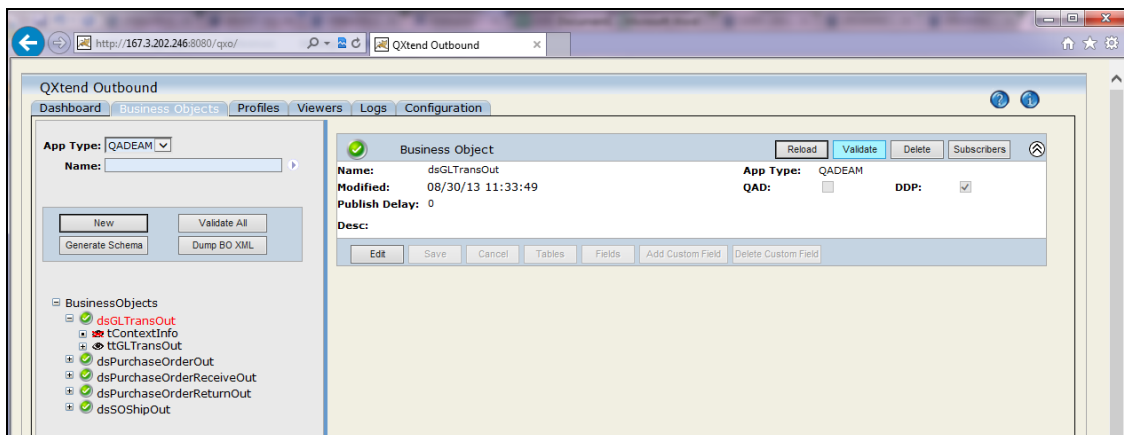 http://167.3.202.246:8080/qxo/
QXtend Outbound
QXtend Outbound
Dashboard Business Objects Profiles Viewers Logs Configuration
App Type: QADEAM
Name:
New Validate All
Generate Schema Dump BO XML
BusinessObjects
dsGLTransOut
tContextInfo
ttGLTransOut
dsPurchaseOrderOut
dsPurchaseOrderReceiveOut
dsPurchaseOrderReturnOut
dsSOShipOut
Business Object Reload Validate Delete Subscribers
Name: dsGLTransOut App Type: QADEAM
Modified: 08/30/13 11:33:49 QAD: DDP:
Publish Delay: 0
Desc:
Edit Save Cancel Tables Fields Add Custom Field Delete Custom Field